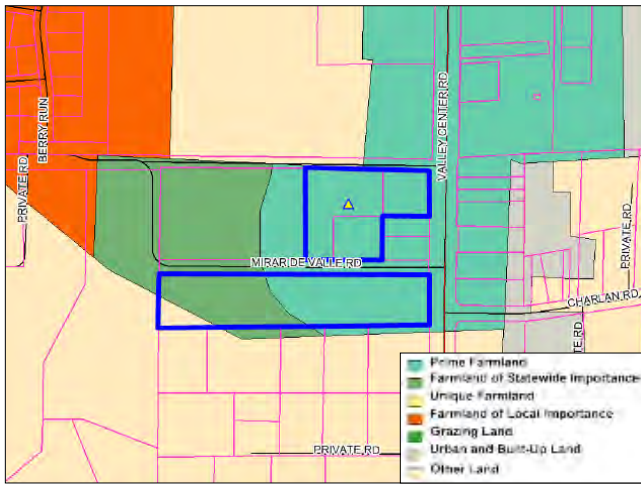 BERRY RUN
PRIVATE RD
VALLEY CENTER RD
PRIVATE RD
MIRAR DE VALLE RD
CHARLAN RD
TE RD
PRIVATE RD
Prime Farmland
Farmland of Statewide Importance
Unique Farmland
Farmland of Local Importance
Grazing Land
Urban and Built-Up Land
Other Land